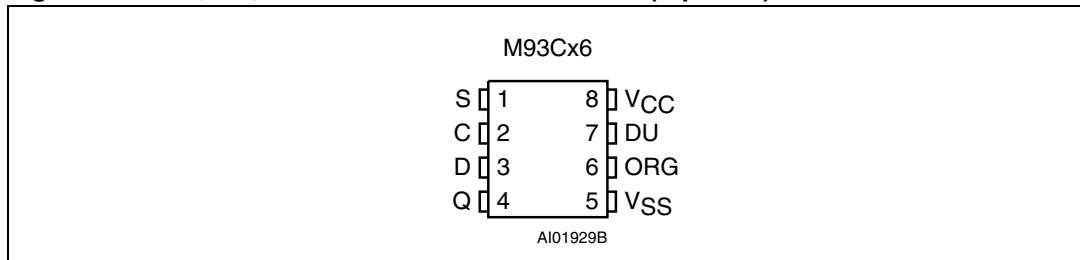 M93Cx6
S 1 8 VCC
C 2 7 DU
D 3 6 ORG
Q 4 5 VSS
AI01929B